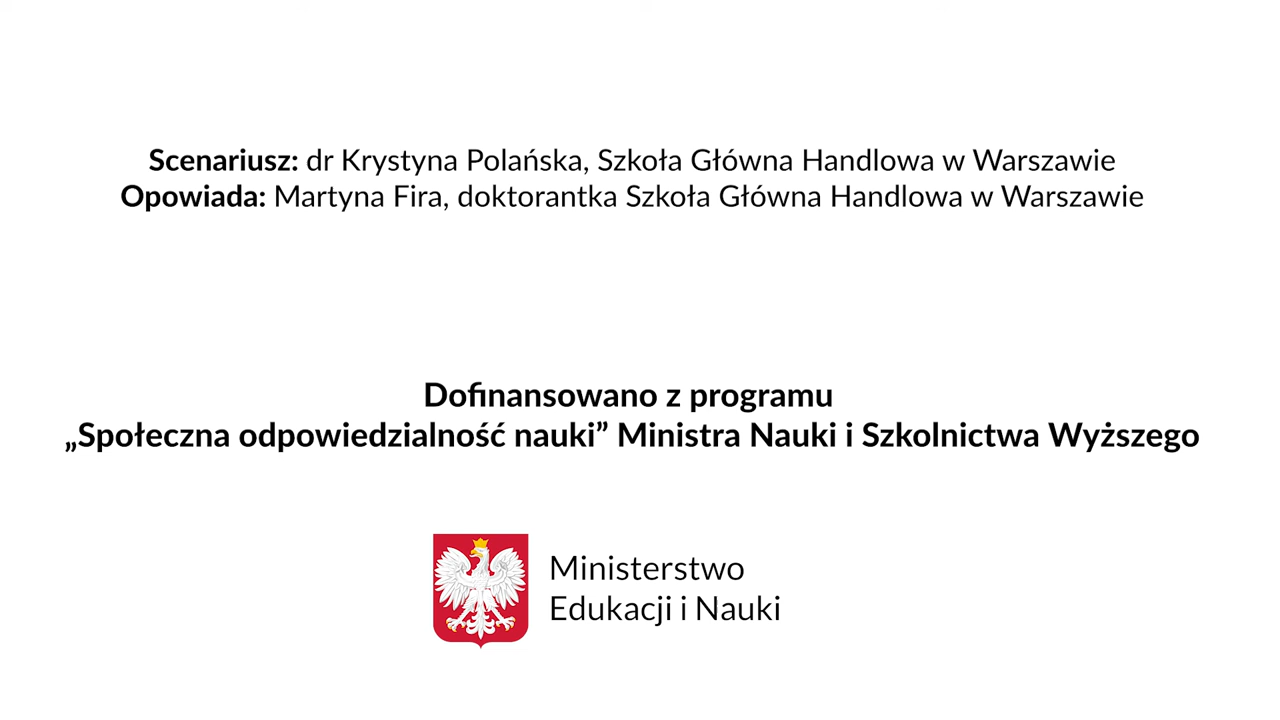 Scenariusz: dr Krystyna Polańska, Szkoła Główna Handlowa w Warszawie
Opowiada: Martyna Fira, doktorantka Szkoła Główna Handlowa w Warszawie
Dofinansowano z programu
„Społeczna odpowiedzialność nauki” Ministra Nauki i Szkolnictwa Wyższego
Ministerstwo
Edukacji i Nauki